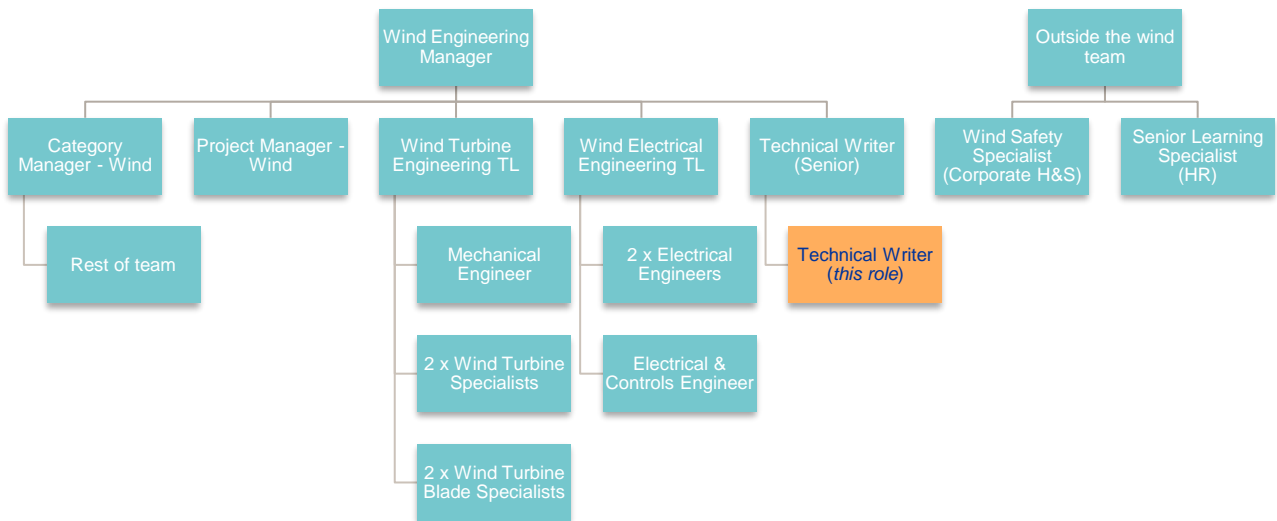 Wind Engineering
Manager
Outside the wind
team
Category
Manager - Wind
Project Manager -
Wind
Wind Turbine
Engineering TL
Wind Electrical
Engineering TL
Technical Writer
(Senior)
Wind Safety
Specialist
(Corporate H&S)
Senior Learning
Specialist
(HR)
Rest of team
Mechanical
Engineer
2 x Electrical
Engineers
Technical Writer
(this role)
2 x Wind Turbine
Specialists
Electrical &
Controls Engineer
2 x Wind Turbine
Blade Specialists